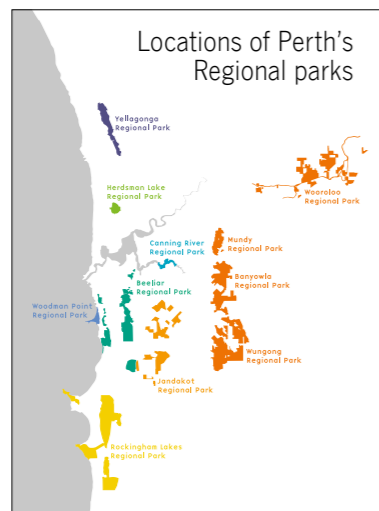 Locations of Perth's
Regional parks
Yellagonga
Regional Park
Wooroloo
Regional Park
Herdsman Lake
Regional Park
Canning River
Regional Park
Mundy
Regional Park
Banyowla
Regional Park
Beeliar
Regional Park
Woodman Point
Regional Park
Wungong
Regional Park
Jandakot
Regional Park
Rockingham Lakes
Regional Park